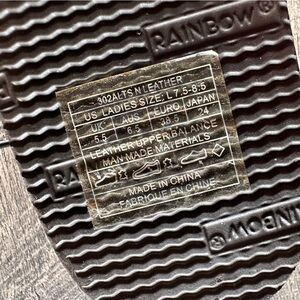 RAINBOW®
302ALTS N LEATHER
US LADIES SIZE: L 7.5-8.5
UK AUS EURO JAPAN
5.5 6.5 38.5 24
LEATHER UPPER BALANCE
MAN MADE MATERIALS
MADE IN CHINA
FABRIQUE EN CHINE
RAINBOW
®RAINBOW